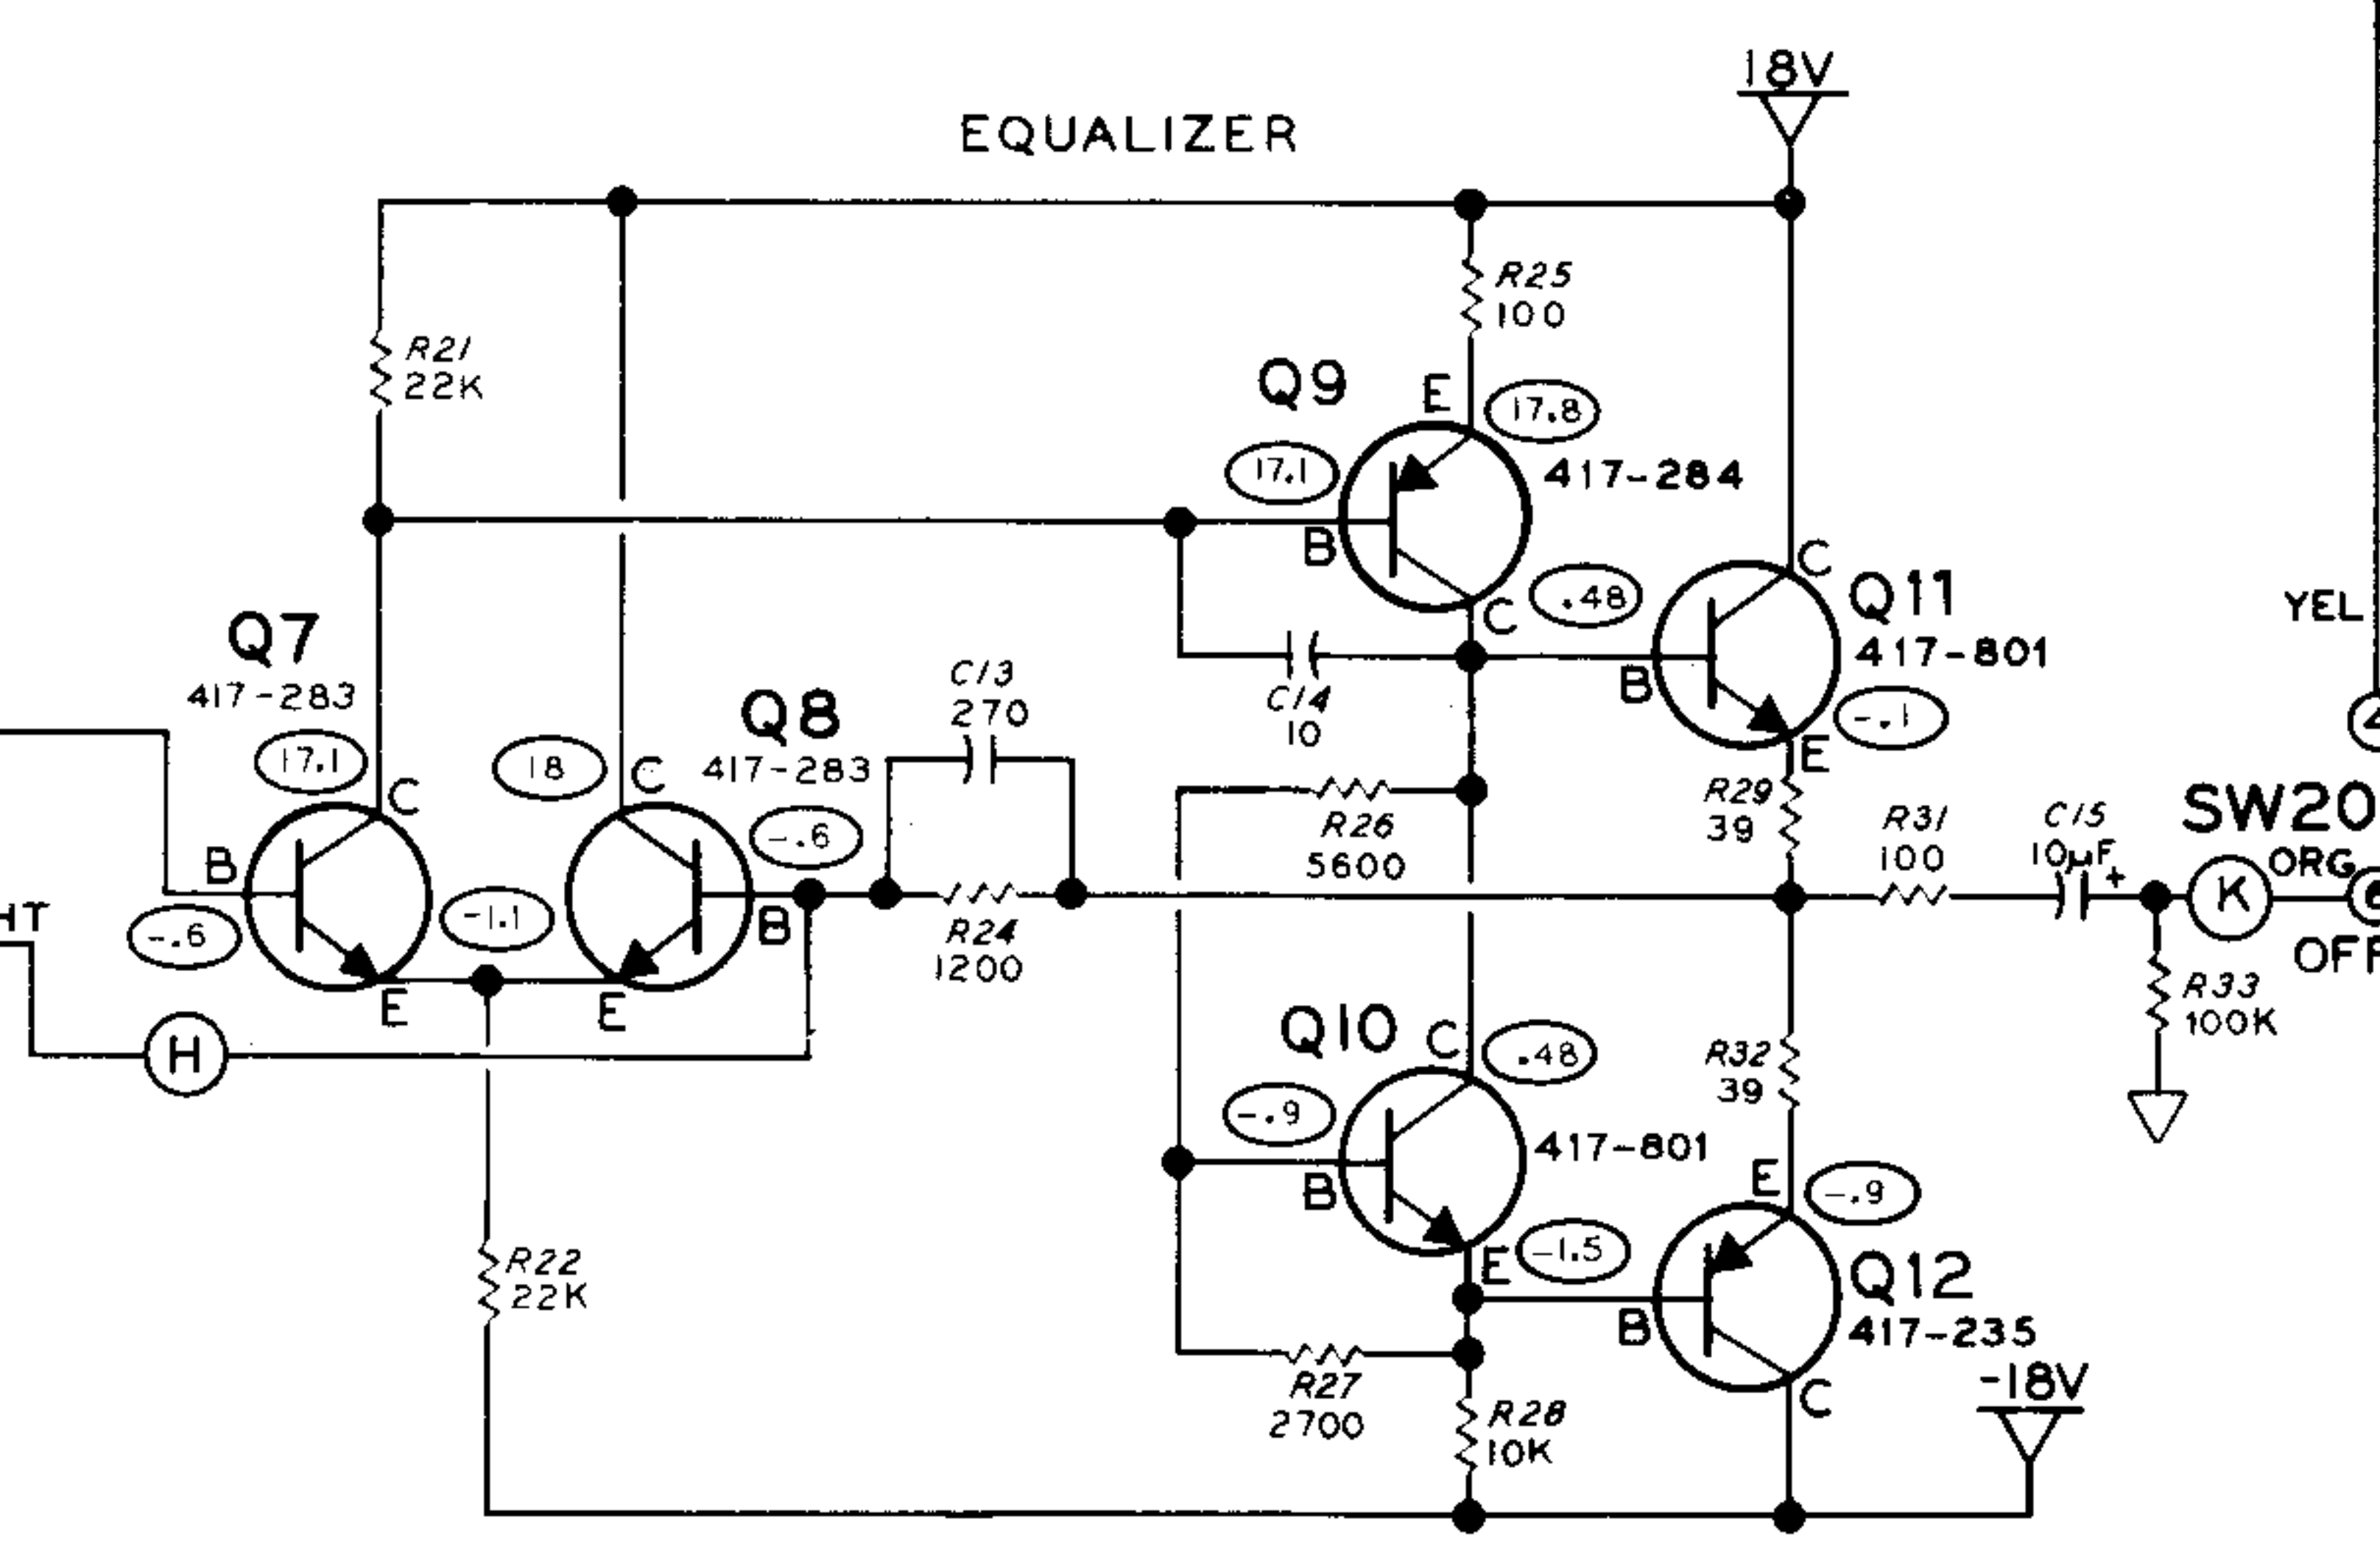 18V
EQUALIZER
R25
100
R21
22K
Q9
E
17.8
17.1
417-284
B
C
.48
C
Q11
417-801
B
-.1
E
YEL
Q7
417-283
C13
270
C14
10
Q8
417-283
17.1
C
18
C
-.6
R26
5600
R29
39
R31
100
C15
10µF
+
SW20
ORG
K
OFF
B
-.6
-1.1
B
R24
1200
E
E
H
HT
R33
100K
Q10
C
.48
R32
39
-.9
417-801
B
E
-1.5
E
-.9
Q12
417-235
B
C
-18V
R22
22K
R27
2700
R28
10K